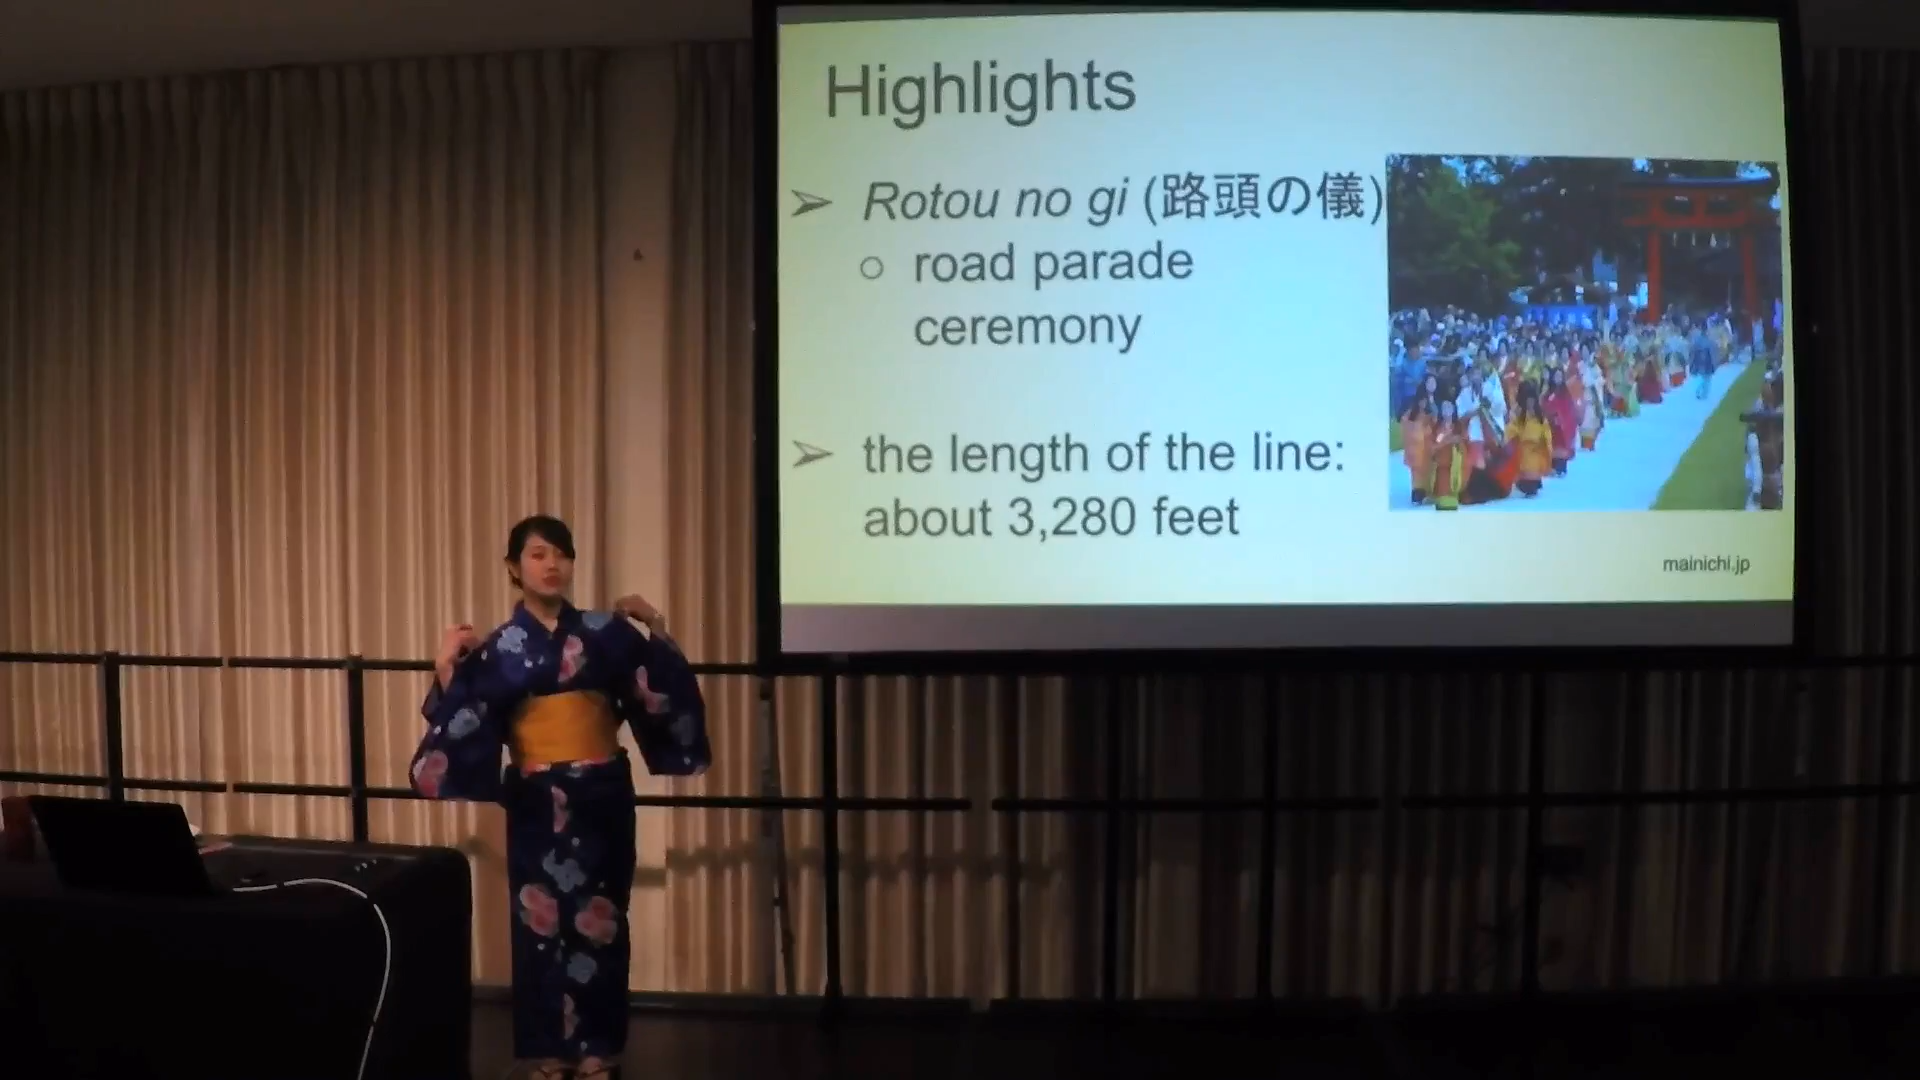 Highlights
➢ Rotou no gi (路頭の儀)
○ road parade
ceremony
➢ the length of the line:
about 3,280 feet
mainichi.jp